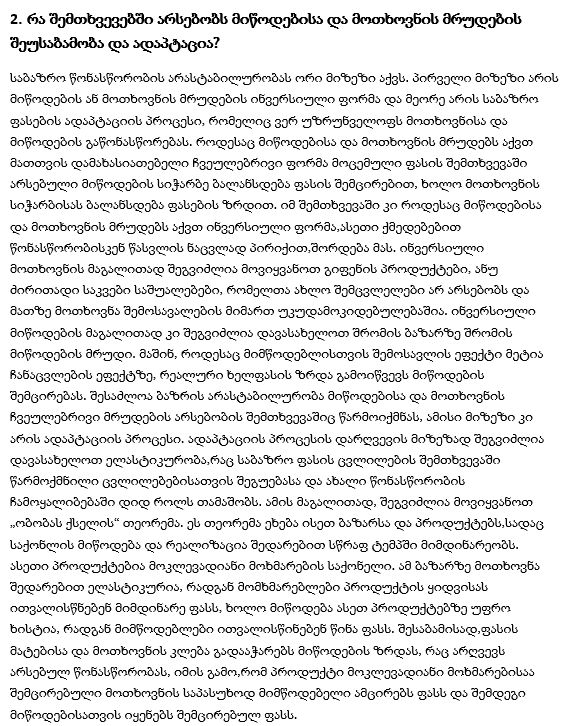 2. რა შემთხვევებში არსებობს მიწოდებისა და მოთხოვნის მრუდების
შეუსაბამობა და ადაპტაცია?
საბაზრო წონასწორობის არასტაბილურობას ორი მიზეზი აქვს. პირველი მიზეზი არის
მიწოდების ან მოთხოვნის მრუდების ინვერსიული ფორმა და მეორე არის საბაზრო
ფასების ადაპტაციის პროცესი, რომელიც ვერ უზრუნველოფს მოთხოვნისა და
მიწოდების გაწონასწორებას. როდესაც მიწოდებისა და მოთხოვნის მრუდებს აქვთ
მათთვის დამახასიათებელი ჩვეულებრივი ფორმა მოცემული ფასის შემთხვევაში
არსებული მიწოდების სიჭარბე ბალანსდება ფასის შემცირებით, ხოლო მოთხოვნის
სიჭარბისას ბალანსდება ფასების ზრდით. იმ შემთხვევაში კი როდესაც მიწოდებისა
და მოთხოვნის მრუდებს აქვთ ინვერსიული ფორმა,ასეთი ქმედებებით
წონასწორობისკენ წასვლის ნაცვლად პირიქით,შორდება მას. ინვერსიული
მოთხოვნის მაგალითად შეგვიძლია მოვიყვანოთ გიფენის პროდუქტები, ანუ
ძირითადი საკვები საშუალებები, რომელთა ახლო შემცვლელები არ არსებობს და
მათზე მოთხოვნა შემოსავალების მიმართ უკუდამოკიდებულებაშია. ინვერსიული
მიწოდების მაგალითად კი შეგვიძლია დავასახელოთ შრომის ბაზარზე შრომის
მიწოდების მრუდი. მაშინ, როდესაც მიმწოდებლისთვის შემოსავლის ეფექტი მეტია
ჩანაცვლების ეფექტზე, რეალური ხელფასის ზრდა გამოიწვევს მიწოდების
შემცირებას. შესაძლოა ბაზრის არასტაბილურობა მიწოდებისა და მოთხოვნის
ჩვეულებრივი მრუდების არსებობის შემთხვევაშიც წარმოიქმნას, ამისი მიზეზი კი
არის ადაპტაციის პროცესი. ადაპტაციის პროცესის დარღვევის მიზეზად შეგვიძლია
დავასახელოთ ელასტიკურობა,რაც საბაზრო ფასის ცვლილების შემთხვევაში
წარმოქმნილი ცვლილებებისათვის შეგუებასა და ახალი წონასწორობის
ჩამოყალიბებაში დიდ როლს თამაშობს. ამის მაგალითად, შეგვიძლია მოვიყვანოთ
„ობობას ქსელის“ თეორემა. ეს თეორემა ეხება ისეთ ბაზარსა და პროდუქტებს,სადაც
საქონლის მიწოდება და რეალიზაცია შედარებით სწრაფ ტემპში მიმდინარეობს.
ასეთი პროდუქტებია მოკლევადიანი მოხმარების საქონელი. ამ ბაზარზე მოთხოვნა
შედარებით ელასტიკურია, რადგან მომხმარებლები პროდუქტის ყიდვისას
ითვალისწნებენ მიმდინარე ფასს, ხოლო მიწოდება ასეთ პროდუქტებზე უფრო
ხისტია, რადგან მიმწოდებლები ითვალისწინებენ წინა ფასს. შესაბამისად,ფასის
მატებისა და მოთხოვნის კლება გადააჭარბებს მიწოდების ზრდას, რაც არღვევს
არსებულ წონასწორობას, იმის გამო,რომ პროდუქტი მოკლევადიანი მოხმარებისაა
შემცირებული მოთხოვნის საპასუხოდ მიმწოდებელი ამცირებს ფასს და შემდეგი
მიწოდებისათვის იყენებს შემცირებულ ფასს.